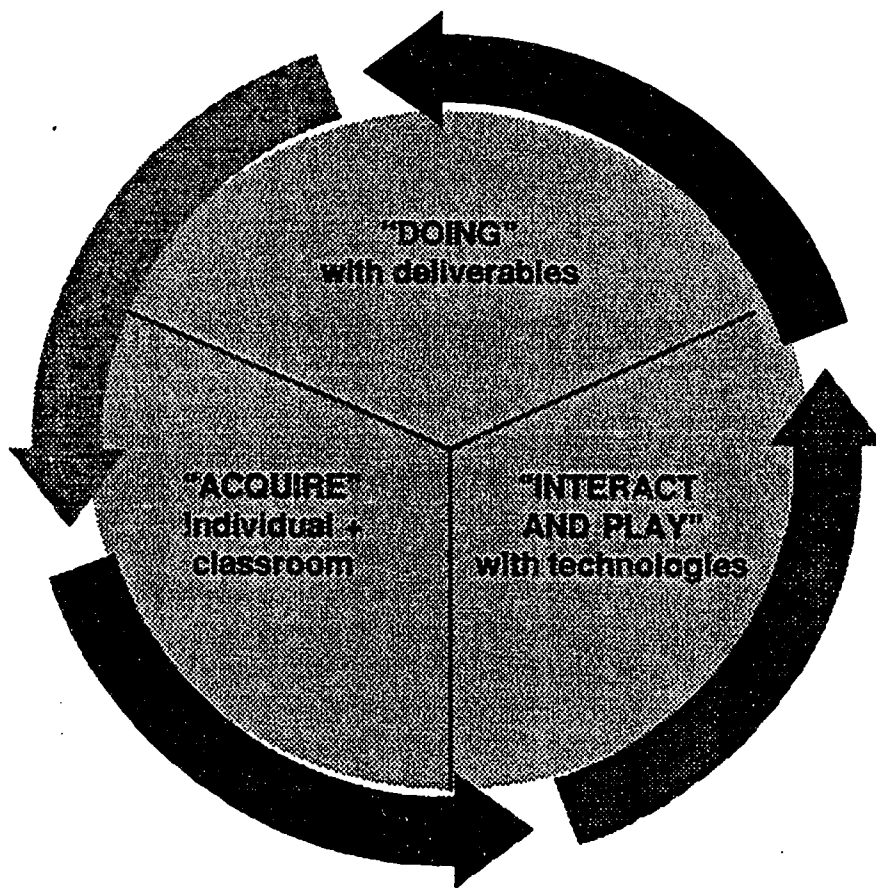 "DOING"
with deliverables
"ACQUIRE"
Individual +
classroom
"INTERACT
AND PLAY"
with technologies